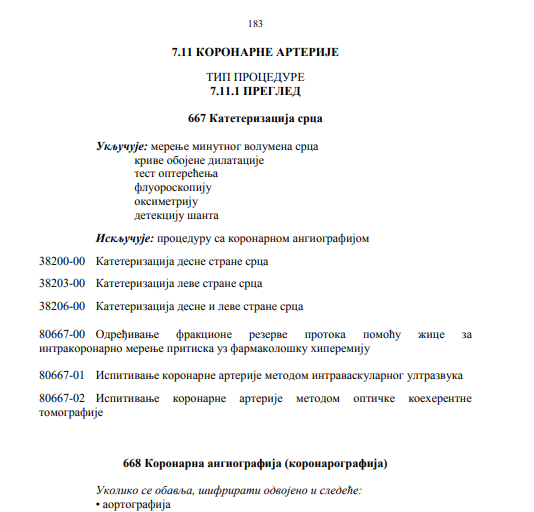 183
7.11 КОРОНАРНЕ АРТЕРИЈЕ
ТИП ПРОЦЕДУРЕ
7.11.1 ПРЕГЛЕД
667 Катетеризација срца
Укључује: мерење минутног волумена срца
криве обојене дилатације
тест оптерећења
флуороскопију
оксиметрију
детекцију шанта
Искључује: процедуру са коронарном ангиографијом
38200-00 Катетеризација десне стране срца
38203-00 Катетеризација леве стране срца
38206-00 Катетеризација десне и леве стране срца
80667-00 Одређивање фракционе резерве протока помоћу жице за
интракоронарно мерење притиска уз фармаколошку хиперемију
80667-01 Испитивање коронарне артерије методом интраваскуларног ултразвука
80667-02 Испитивање коронарне артерије методом оптичке коехерентне
томографије
668 Коронарна ангиографија (коронарографија)
Уколико се обавља, шифрирати одвојено и следеће:
• аортографија